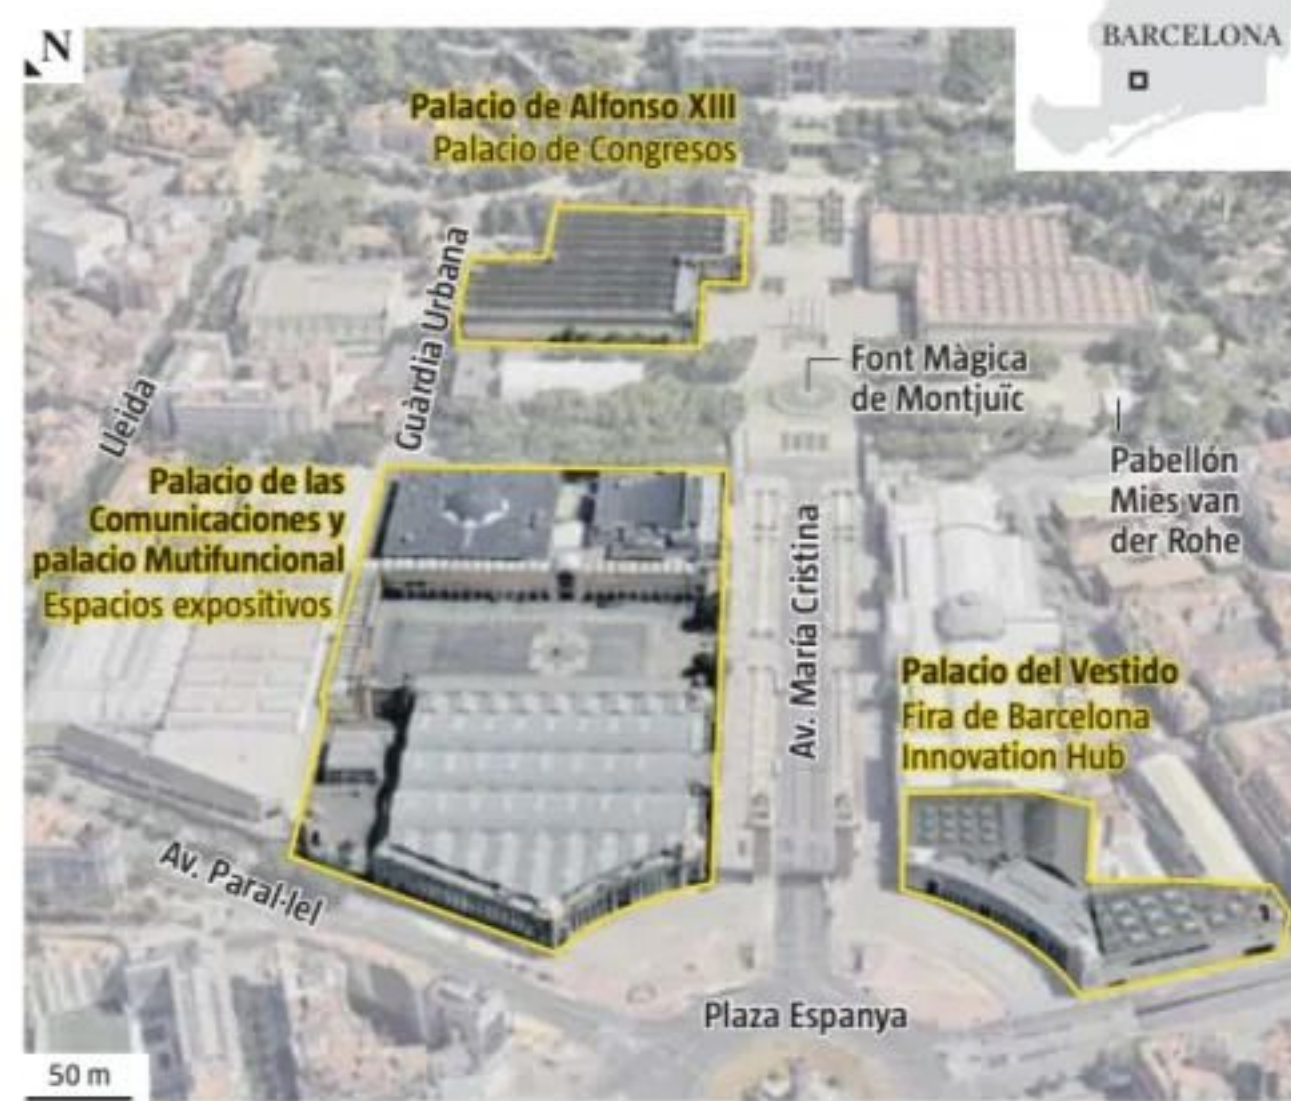 N
BARCELONA
Palacio de Alfonso XIII
Palacio de Congresos
Guàrdia Urbana
Lleida
Font Màgica
de Montjuïc
Pabellón
Mies van
der Rohe
Palacio de las
Comunicaciones y
palacio Mutifuncional
Espacios expositivos
Av. María Cristina
Palacio del Vestido
Fira de Barcelona
Innovation Hub
Av. Paral·lel
Plaza Espanya
50 m